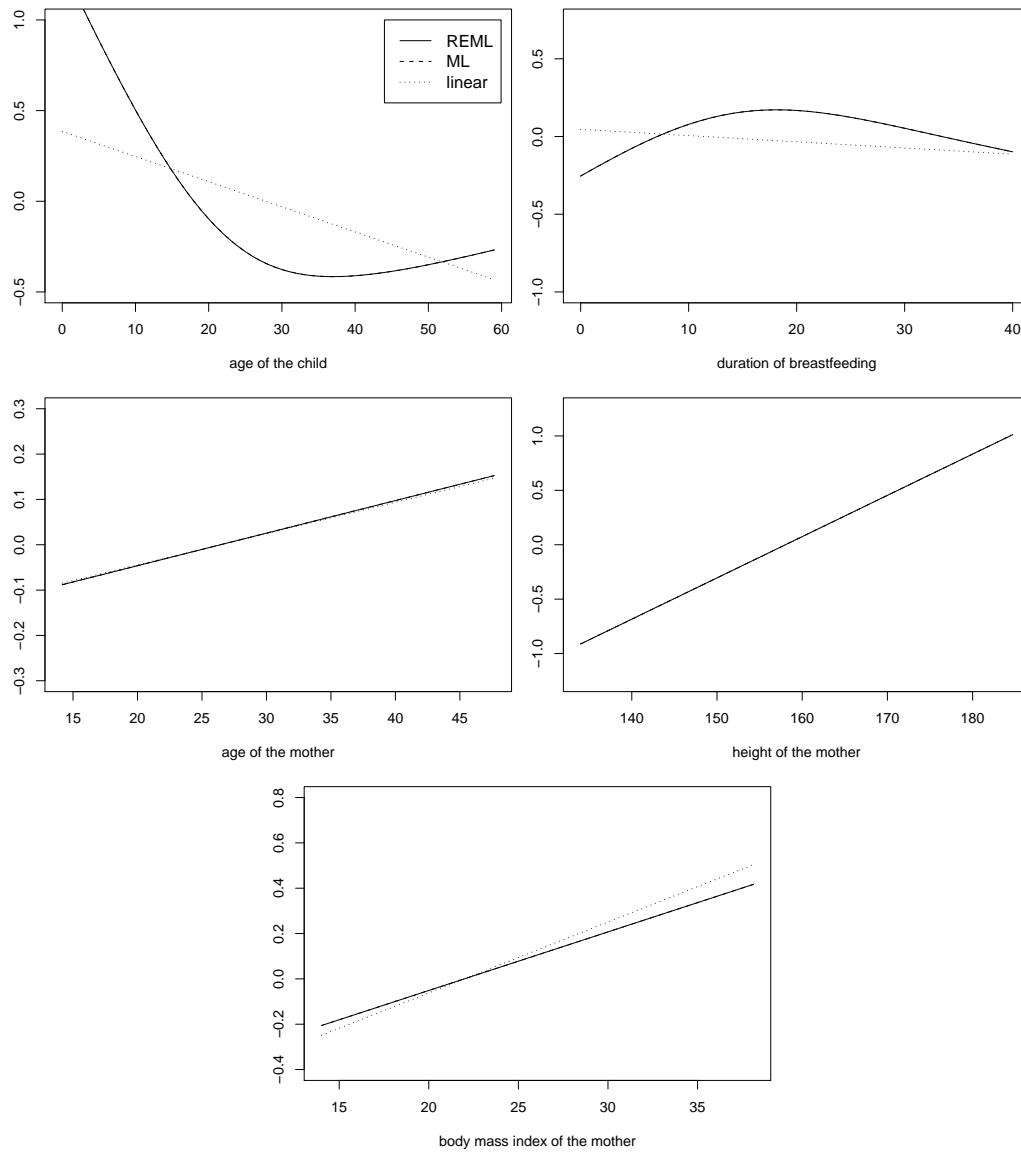 1.0
0.5
0.0
−0.5
REML
ML
linear
0 10 20 30 40 50 60
age of the child
0.5
0.0
−0.5
−1.0
0 10 20 30 40
duration of breastfeeding
0.3
0.2
0.1
0.0
−0.1
−0.2
−0.3
15 20 25 30 35 40 45
age of the mother
1.0
0.5
0.0
−0.5
−1.0
140 150 160 170 180
height of the mother
0.8
0.6
0.4
0.2
0.0
−0.2
−0.4
15 20 25 30 35
body mass index of the mother